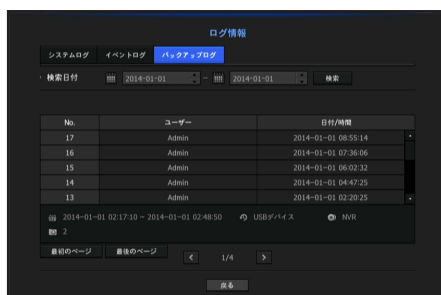 ログ情報
システムログ イベントログ バックアップログ
検索日付 2014-01-01 ~ 2014-01-01 検索
No. ユーザー 日付/時間
17 Admin 2014-01-01 08:55:14
16 Admin 2014-01-01 07:36:06
15 Admin 2014-01-01 06:02:32
14 Admin 2014-01-01 04:47:25
13 Admin 2014-01-01 02:20:25
2014-01-01 02:17:10 ~ 2014-01-01 02:48:50 USBデバイス NVR
2
最初のページ 最後のページ < 1/4 >
戻る